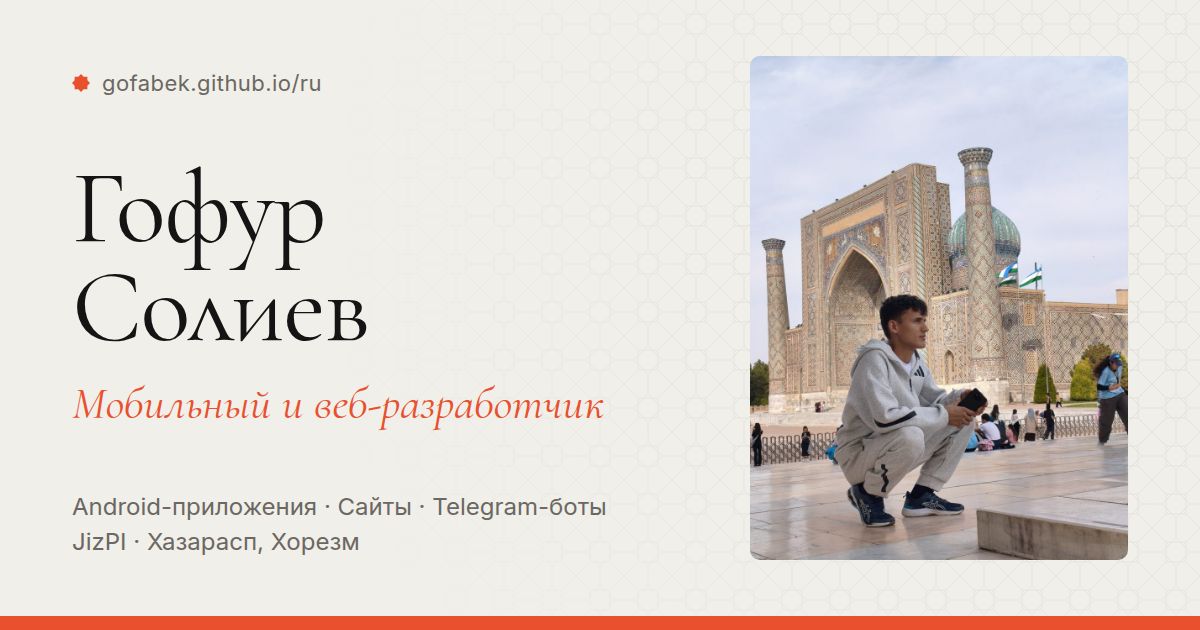 gofabek.github.io/ru
Гофур
Солиев
Мобильный и веб-разработчик
Android-приложения · Сайты · Telegram-боты
JizPI · Хазарасп, Хорезм